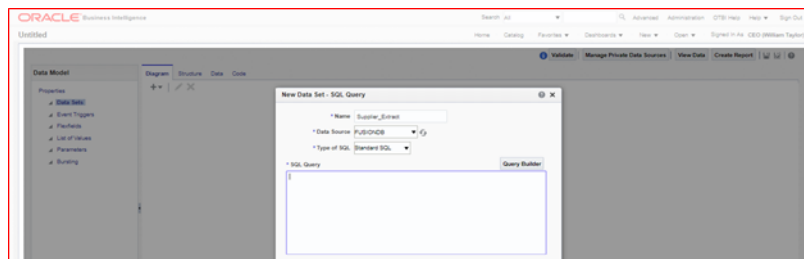 ORACLE Business Intelligence
Search All Advanced Administration OTBI Help Help Sign Out
Untitled
Home Catalog Favorites Dashboards New Open Signed In As CEO (William Taylor)
Validate Manage Private Data Sources View Data Create Report
Data Model
Diagram Structure Data Code
Properties
Data Sets
Event Triggers
Flexfields
List of Values
Parameters
Bursting
New Data Set - SQL Query
* Name Supplier_Extract
* Data Source FUSIONDB
* Type of SQL Standard SQL
* SQL Query
Query Builder